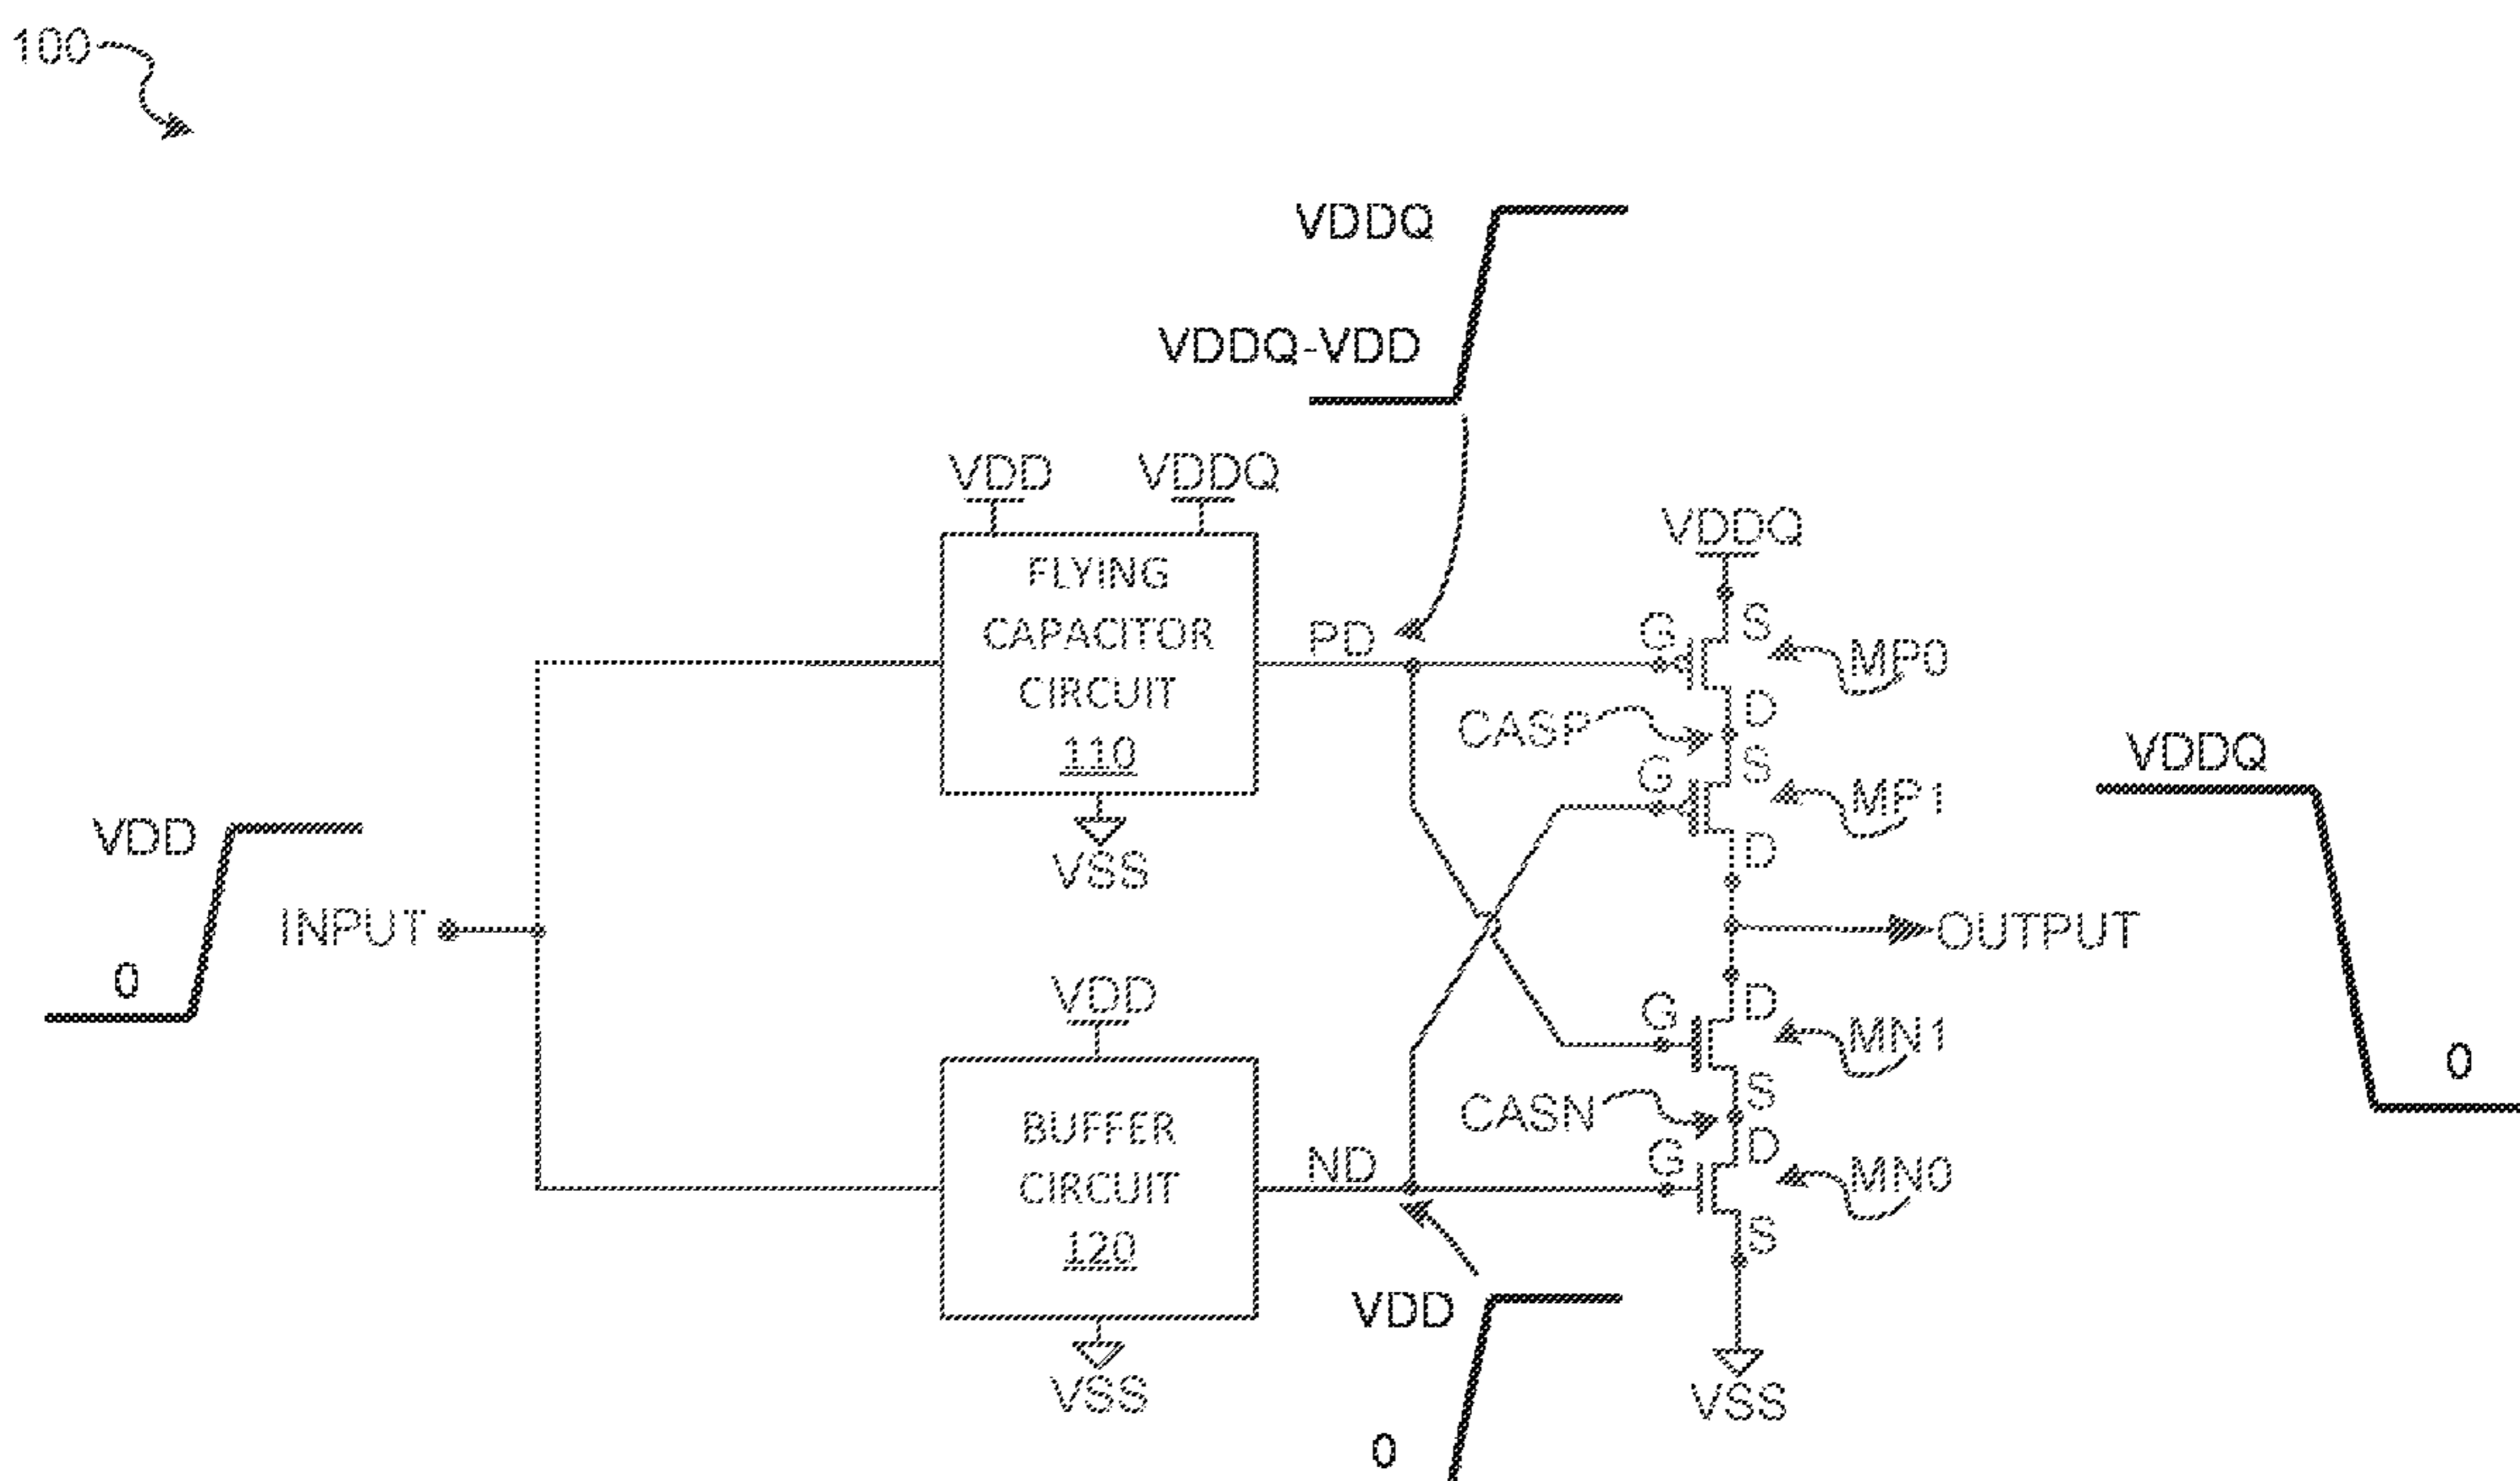 100
VDDQ
VDDQ-VDD
VDD
VDDQ
VDDQ
FLYING
CAPACITOR
CIRCUIT
110
PD
G
S
MP0
D
CASP
G
S
MP1
D
VDDQ
VSS
VDD
0
INPUT
OUTPUT
VDD
G
D
MN1
S
CASN
0
BUFFER
CIRCUIT
120
ND
G
D
MN0
S
VDD
VSS
VSS
0